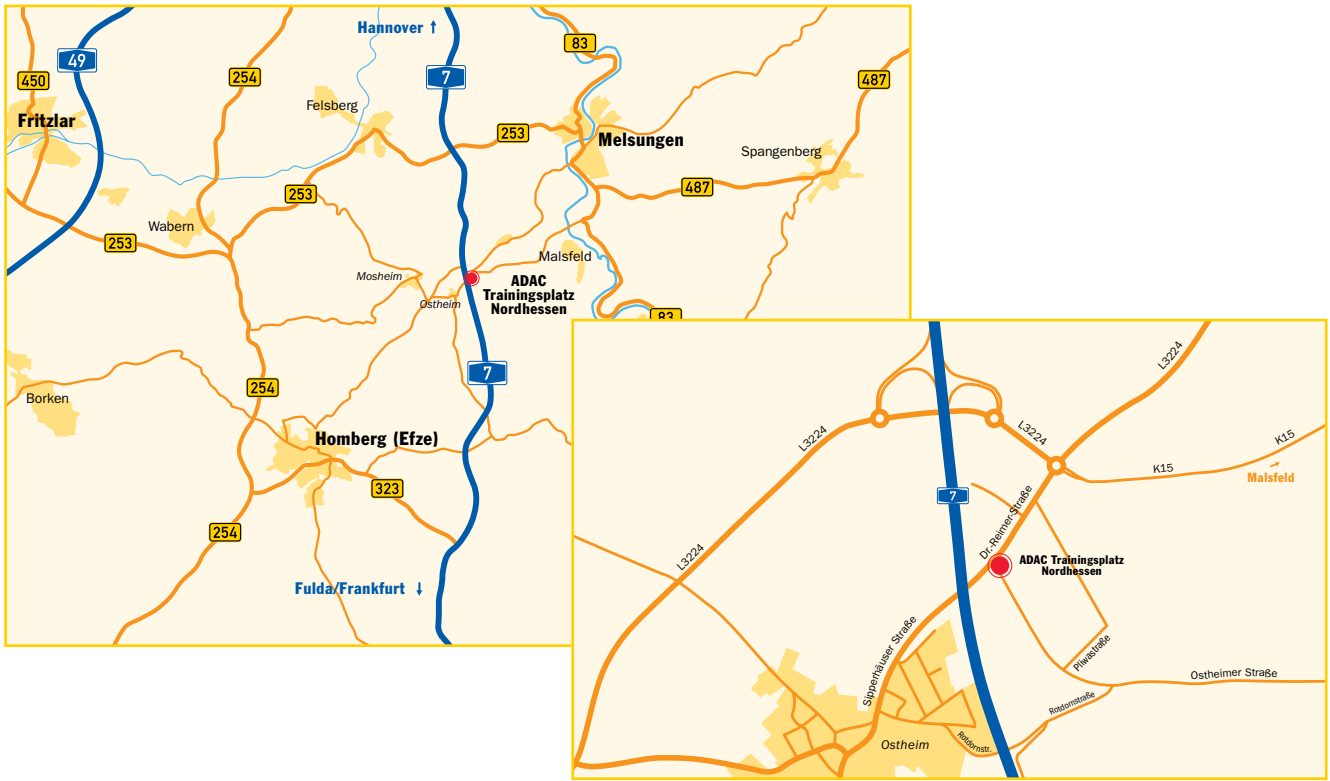 Hannover ↑
83
49
7
450
254
487
Felsberg
Fritzlar
253
Melsungen
Spangenberg
487
253
Wabern
253
Malsfeld
Mosheim
ADAC
Trainingsplatz
Nordhessen
Ostheim
83
7
254
Borken
Homberg (Efze)
323
254
Fulda/Frankfurt ↓
L3224
L3224
L3224
K15
K15
Malsfeld
7
Dr.-Reimer-Straße
L3224
ADAC Trainingsplatz
Nordhessen
Sipperhäuser Straße
Pliwastraße
Ostheimer Straße
Rotdornstraße
Rotdornstr.
Ostheim